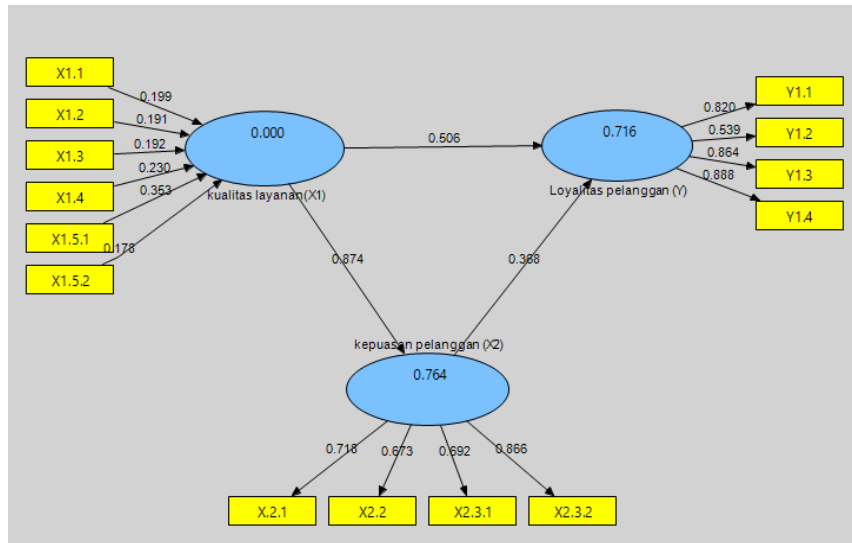 X1.1
0.199
X1.2
0.191
X1.3
0.192
X1.4
0.230
X1.5.1
0.353
X1.5.2
0.178
0.000
kualitas layanan(X1)
0.506
0.716
Loyalitas pelanggan (Y)
0.820
Y1.1
0.539
Y1.2
0.864
Y1.3
0.888
Y1.4
0.874
0.368
kepuasan pelanggan (X2)
0.764
0.718
0.673
0.692
0.866
X.2.1
X2.2
X2.3.1
X2.3.2